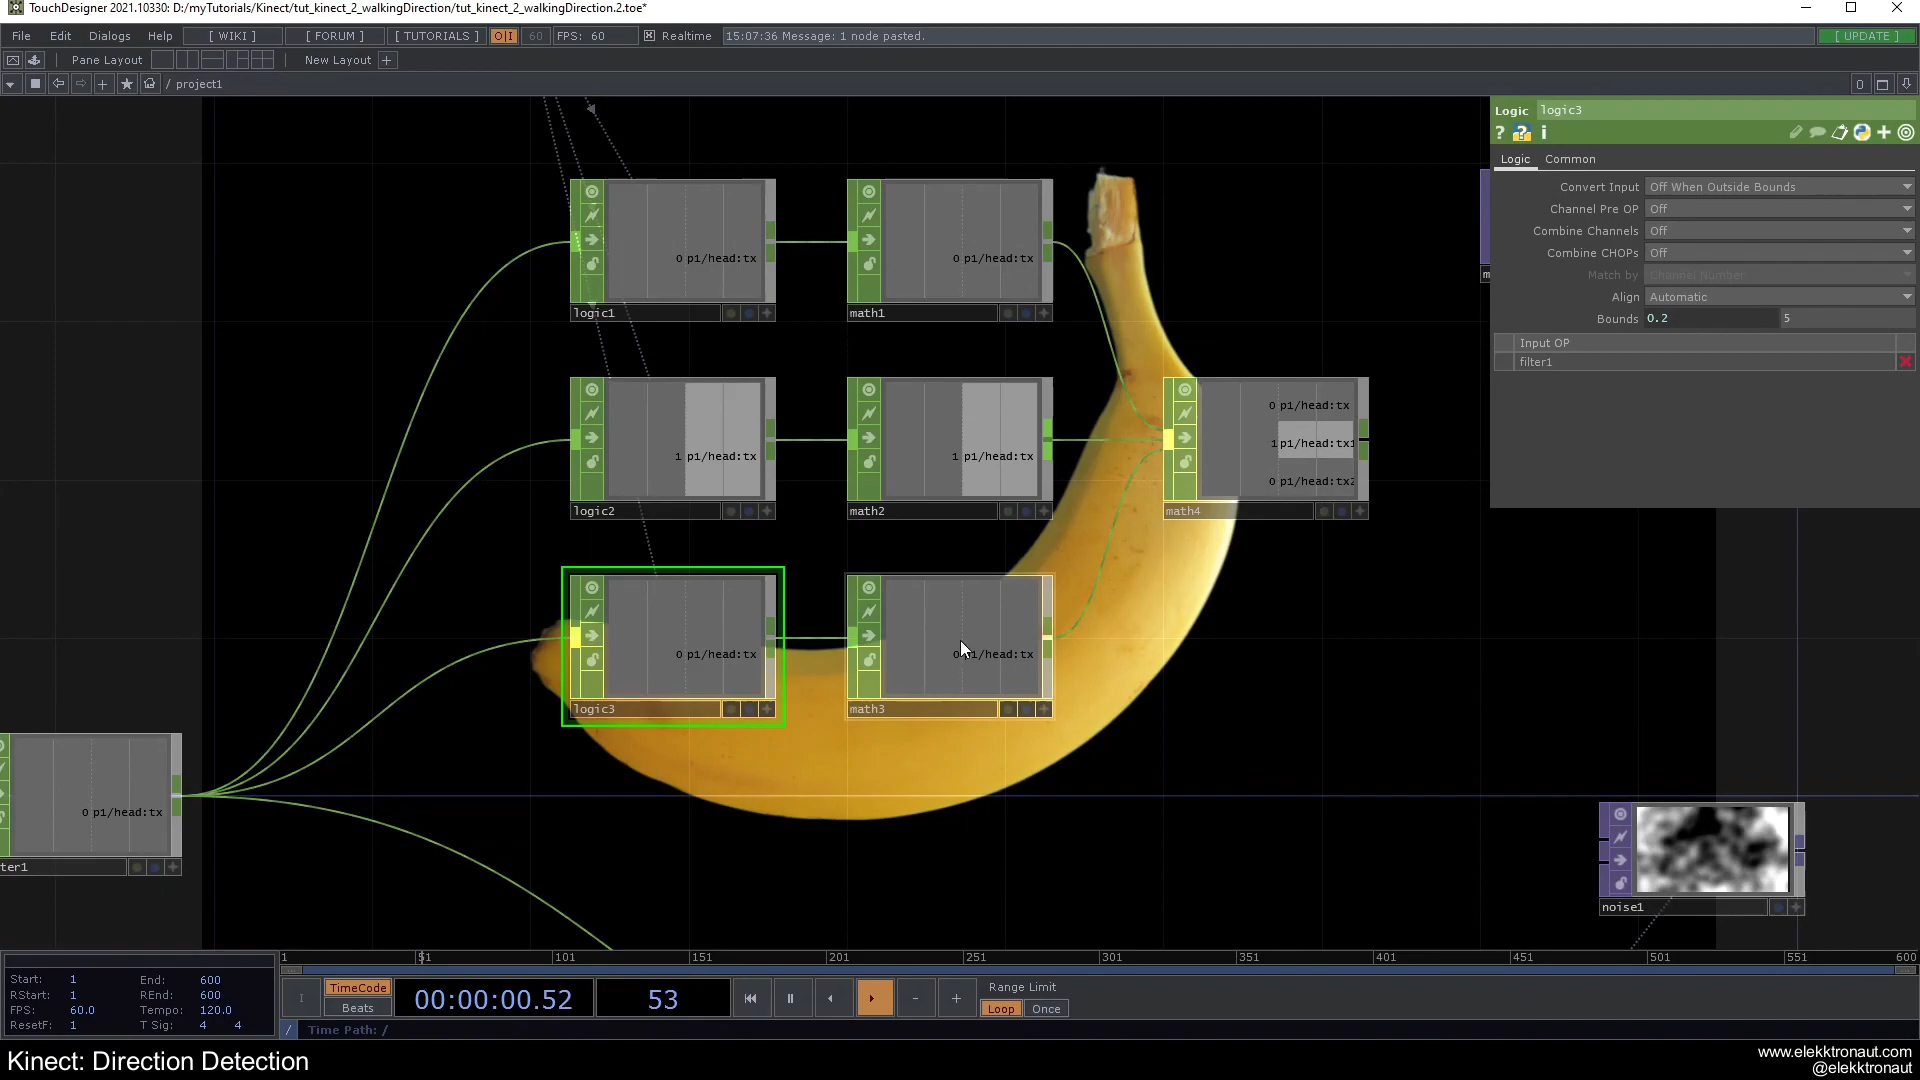 TouchDesigner 2021.10330: D:/myTutorials/Kinect/tut_kinect_2_walkingDirection/tut_kinect_2_walkingDirection.2.toe*
File Edit Dialogs Help [ WIKI ] [ FORUM ] [ TUTORIALS ] O|I 60 FPS: 60 Realtime 15:07:36 Message: 1 node pasted. [ UPDATE ]
Pane Layout New Layout +
/ project1 0
Logic logic3
? ? i
Logic Common
Convert Input Off When Outside Bounds
Channel Pre OP Off
Combine Channels Off
Combine CHOPs Off
Match by Channel Number
Align Automatic
Bounds 0.2 5
Input OP
filter1
0 p1/head:tx
logic1
0 p1/head:tx
math1
m
1 p1/head:tx
logic2
1 p1/head:tx
math2
0 p1/head:tx
1 p1/head:tx1
0 p1/head:tx2
math4
0 p1/head:tx
logic3
0 p1/head:tx
math3
0 p1/head:tx
ter1
noise1
1 51 101 151 201 251 301 351 401 451 501 551 600
Start: 1 End: 600
RStart: 1 REnd: 600
FPS: 60.0 Tempo: 120.0
ResetF: 1 T Sig: 4 4
I TimeCode Beats 00:00:00.52 53 - + Range Limit
Loop Once
/ Time Path: /
Kinect: Direction Detection
www.elekktronaut.com
@elekktronaut